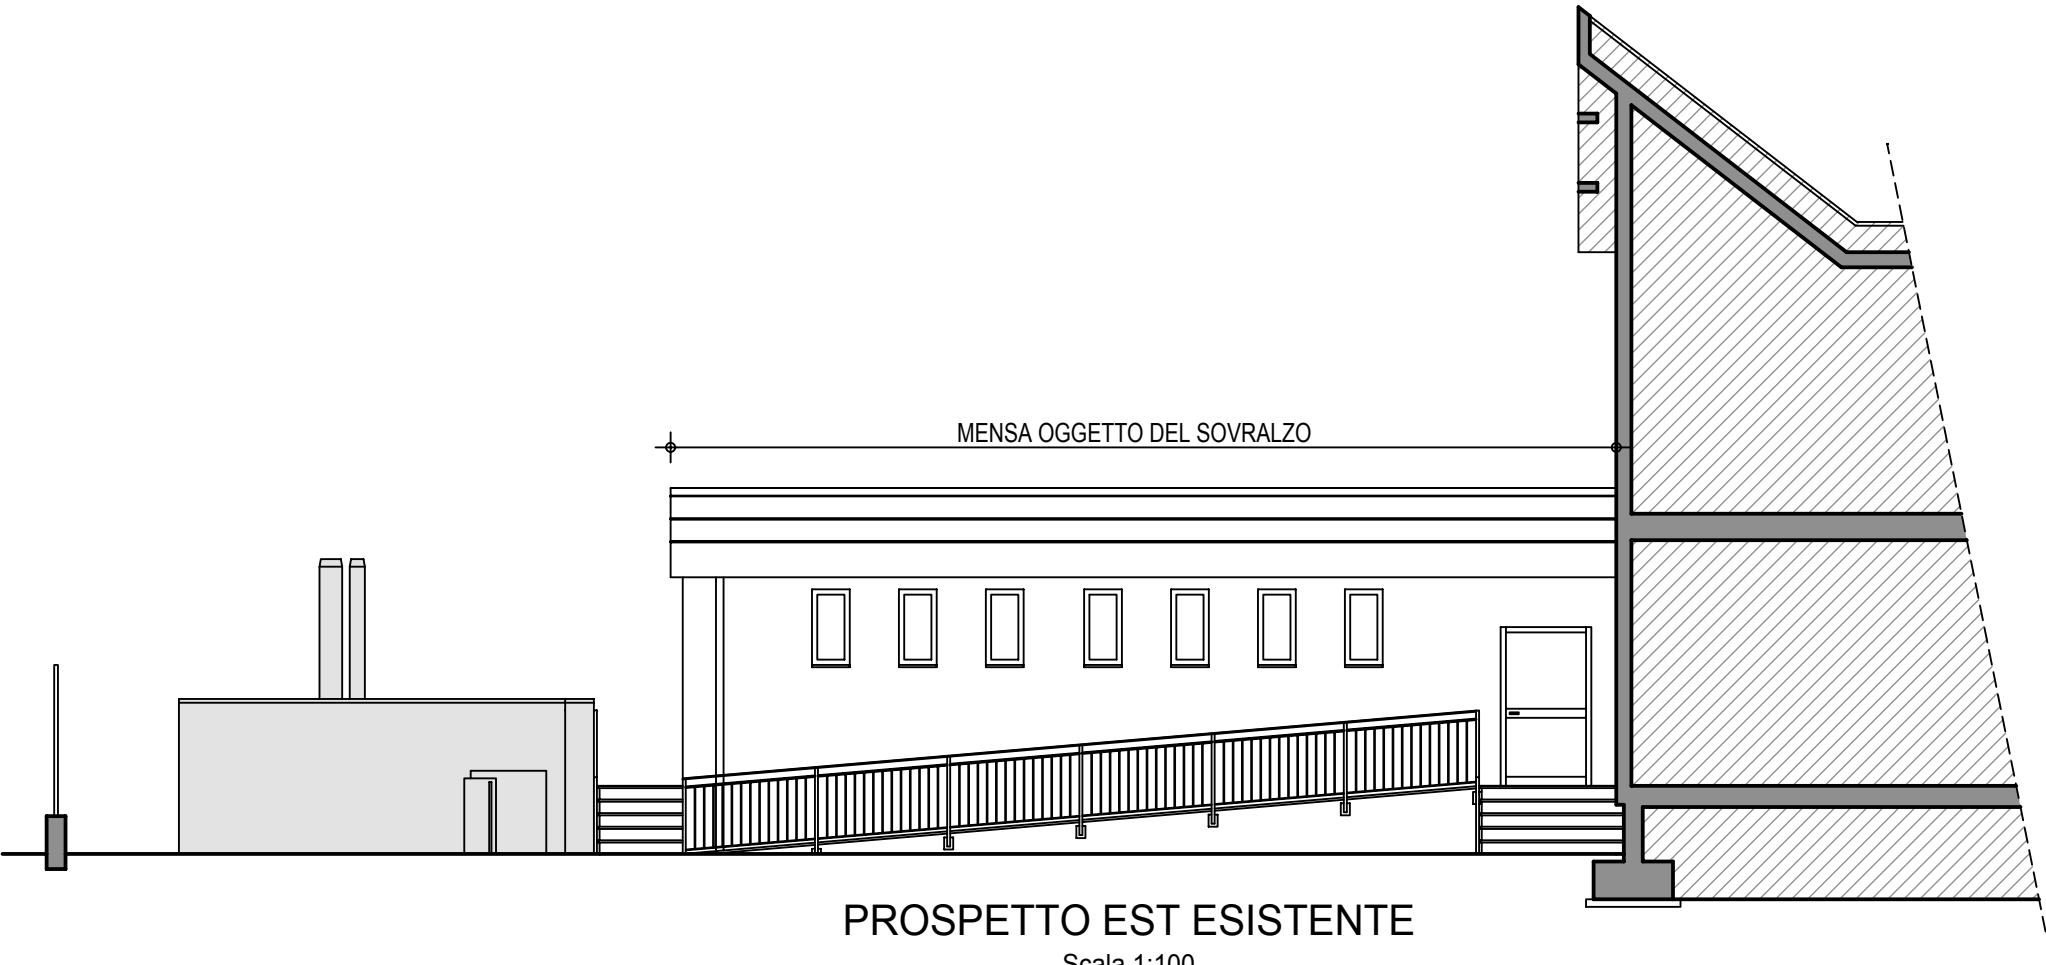 MENSA OGGETTO DEL SOVRALZO
PROSPETTO EST ESISTENTE
Scala 1:100